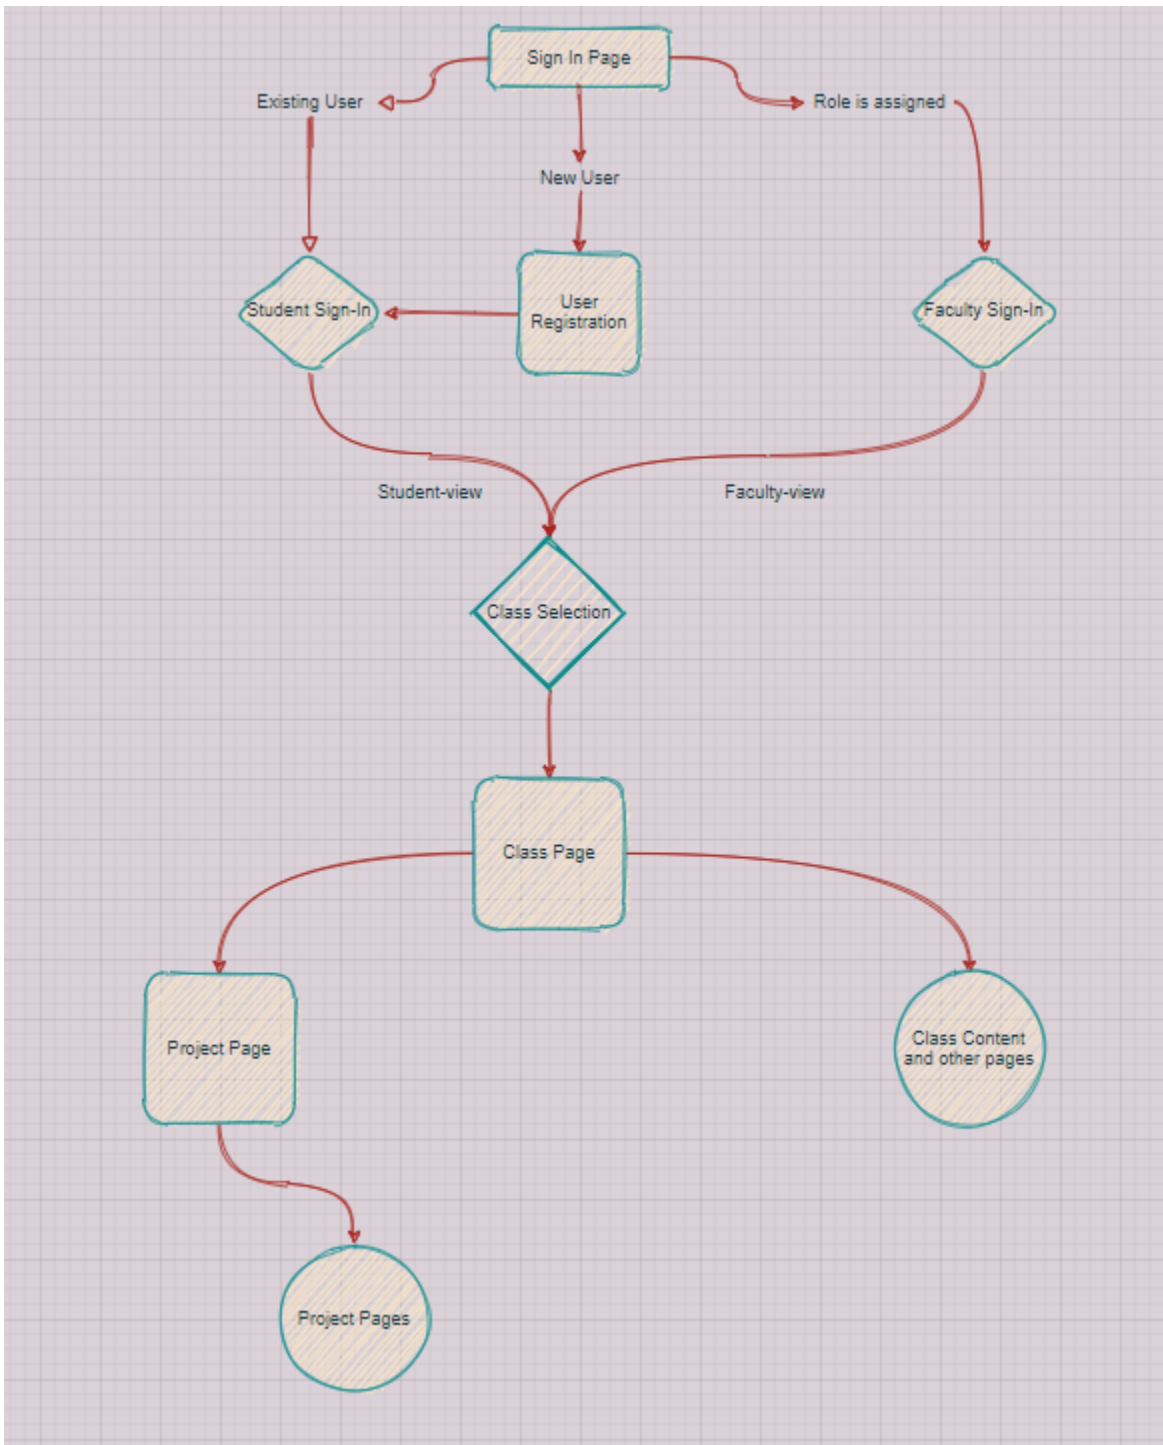 Sign In Page
Existing User
Role is assigned
New User
Student Sign-In
User
Registration
Faculty Sign-In
Student-view
Faculty-view
Class Selection
Class Page
Project Page
Class Content
and other pages
Project Pages